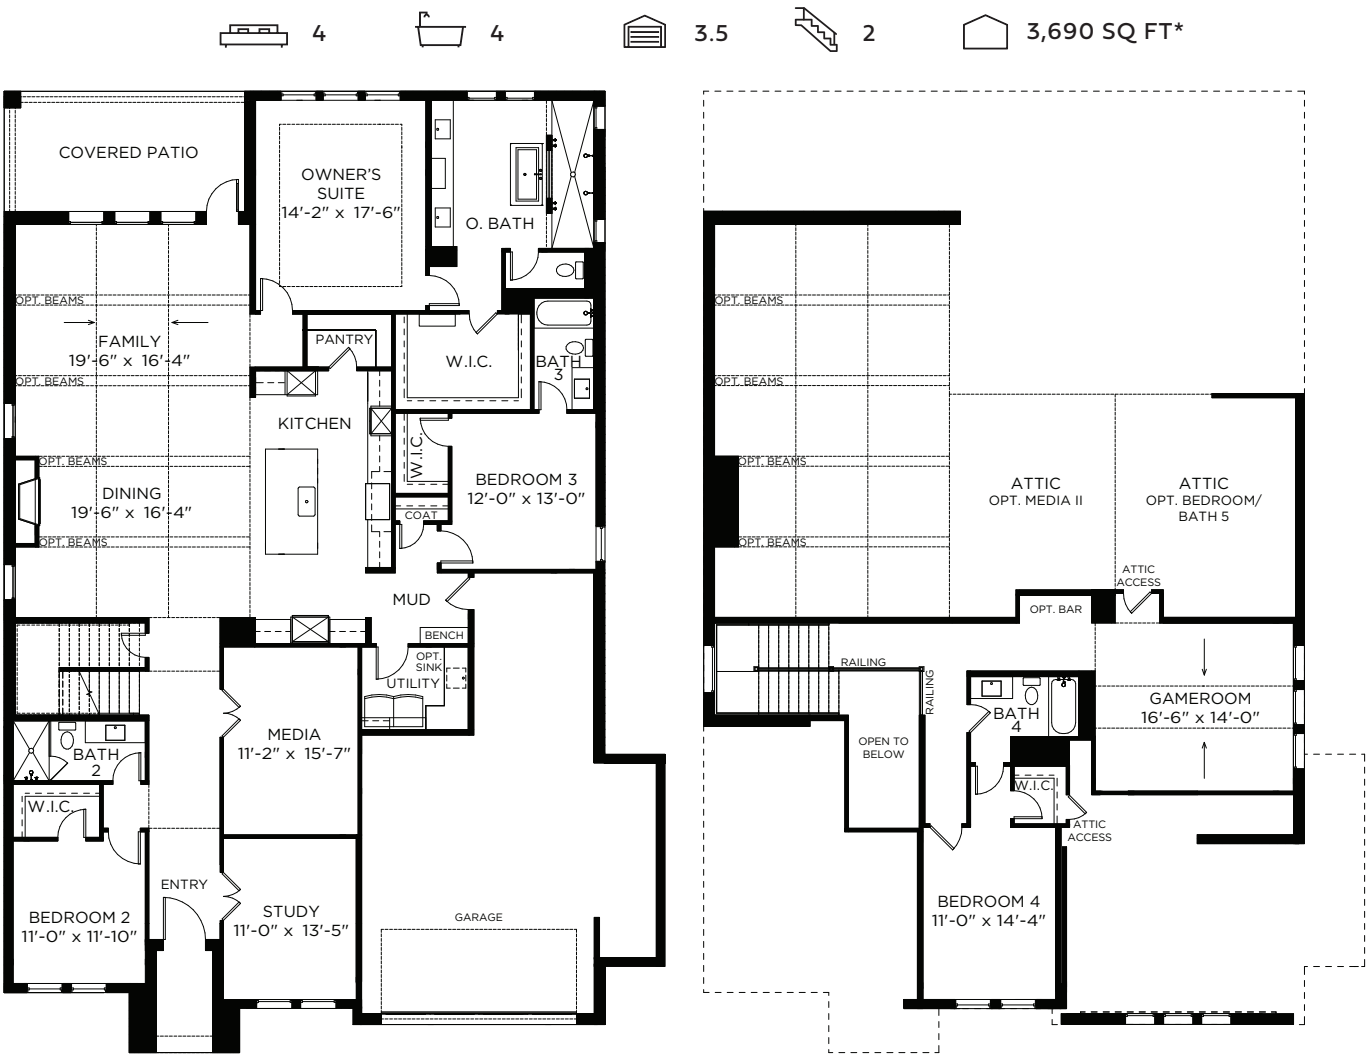 4
4
3.5
2
3,690 SQ FT*
COVERED PATIO
OWNER'S
SUITE
14'-2" x 17'-6"
O. BATH
OPT. BEAMS
FAMILY
19'-6" x 16'-4"
PANTRY
W.I.C.
BATH
3
OPT. BEAMS
KITCHEN
W.I.C.
OPT. BEAMS
DINING
19'-6" x 16'-4"
BEDROOM 3
12'-0" x 13'-0"
COAT
OPT. BEAMS
MUD
BENCH
OPT.
SINK
UTILITY
MEDIA
11'-2" x 15'-7"
BATH
2
W.I.C.
ENTRY
BEDROOM 2
11'-0" x 11'-10"
STUDY
11'-0" x 13'-5"
GARAGE
OPT. BEAMS
OPT. BEAMS
OPT. BEAMS
ATTIC
OPT. MEDIA II
ATTIC
OPT. BEDROOM/
BATH 5
OPT. BEAMS
ATTIC
ACCESS
OPT. BAR
RAILING
RAILING
BATH
4
GAMEROOM
16'-6" x 14'-0"
OPEN TO
BELOW
W.I.C.
ATTIC
ACCESS
BEDROOM 4
11'-0" x 14'-4"